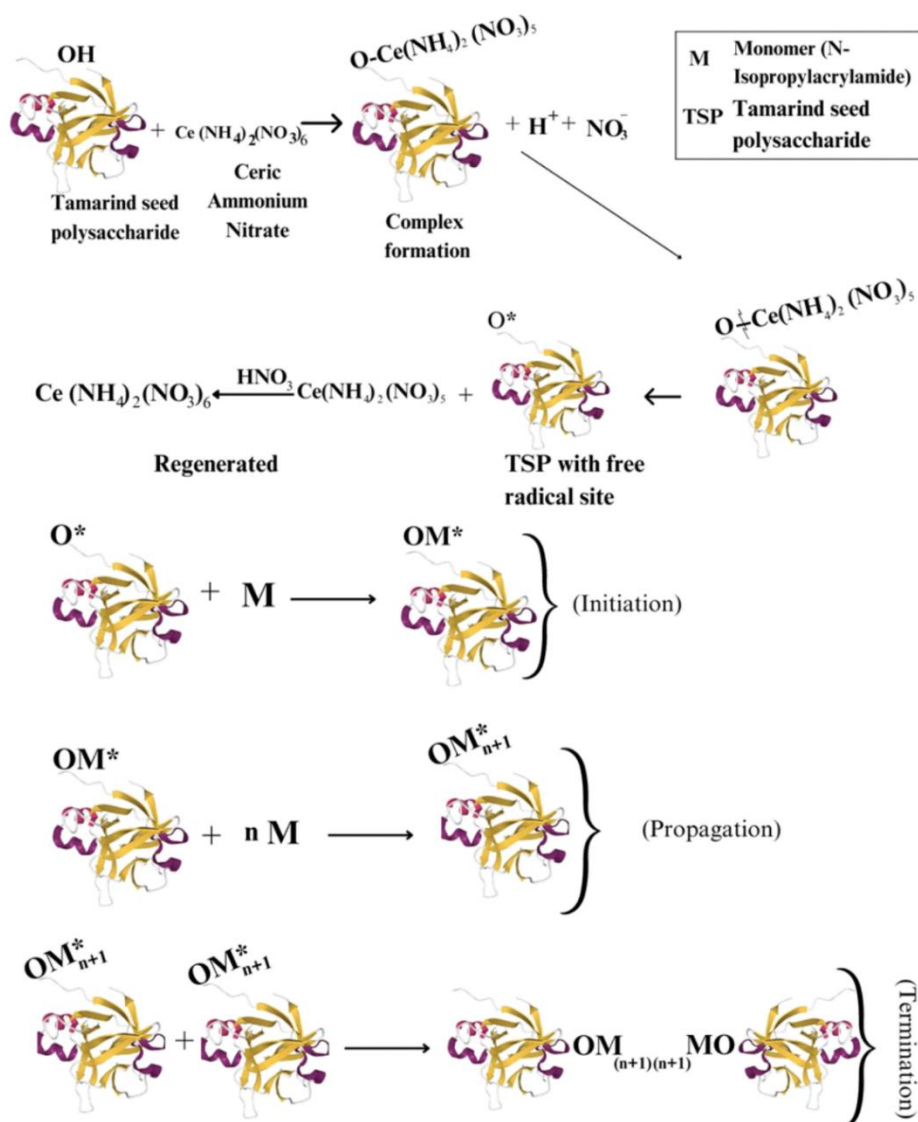 OH
+ Ce (NH₄)₂(NO₃)₆
O-Ce(NH₄)₂ (NO₃)₅
+ H⁺ + NO₃⁻
Tamarind seed
polysaccharide
Ceric
Ammonium
Nitrate
Complex
formation
M Monomer (N-
Isopropylacrylamide)
TSP Tamarind seed
polysaccharide
O-Ce(NH₄)₂ (NO₃)₅
O*
+
Ce(NH₄)₂ (NO₃)₅
HNO₃
Ce (NH₄)₂(NO₃)₆
Regenerated
TSP with free
radical site
O*
+ M
OM*
(Initiation)
OM*
+ n M
OM*ₙ₊₁
(Propagation)
OM*ₙ₊₁
+
OM*ₙ₊₁
OM₍ₙ₊₁₎₍ₙ₊₁₎MO
(Termination)